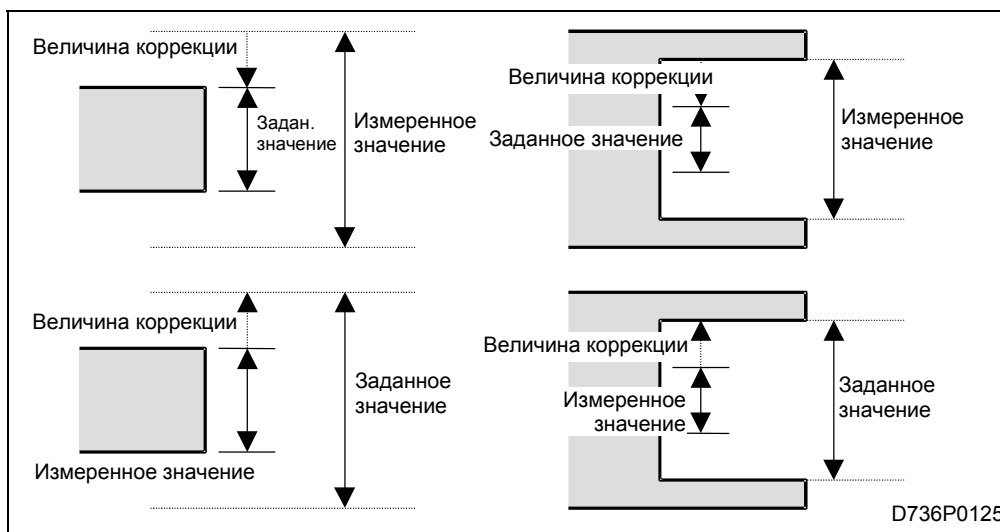 Величина коррекции
Задан.
значение
Измеренное
значение
Величина коррекции
Заданное значение
Измеренное
значение
Величина коррекции
Заданное
значение
Измеренное значение
Величина коррекции
Измеренное
значение
Заданное
значение
D736P0125